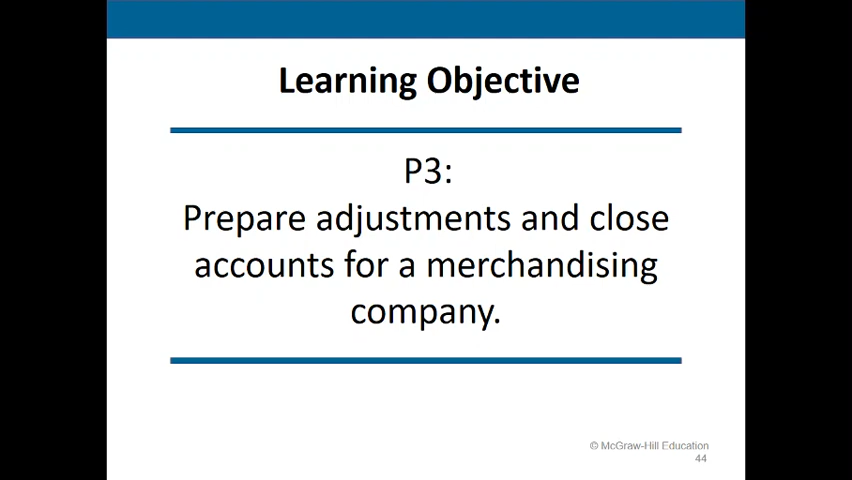 Learning Objective
P3:
Prepare adjustments and close
accounts for a merchandising
company.
© McGraw-Hill Education
44